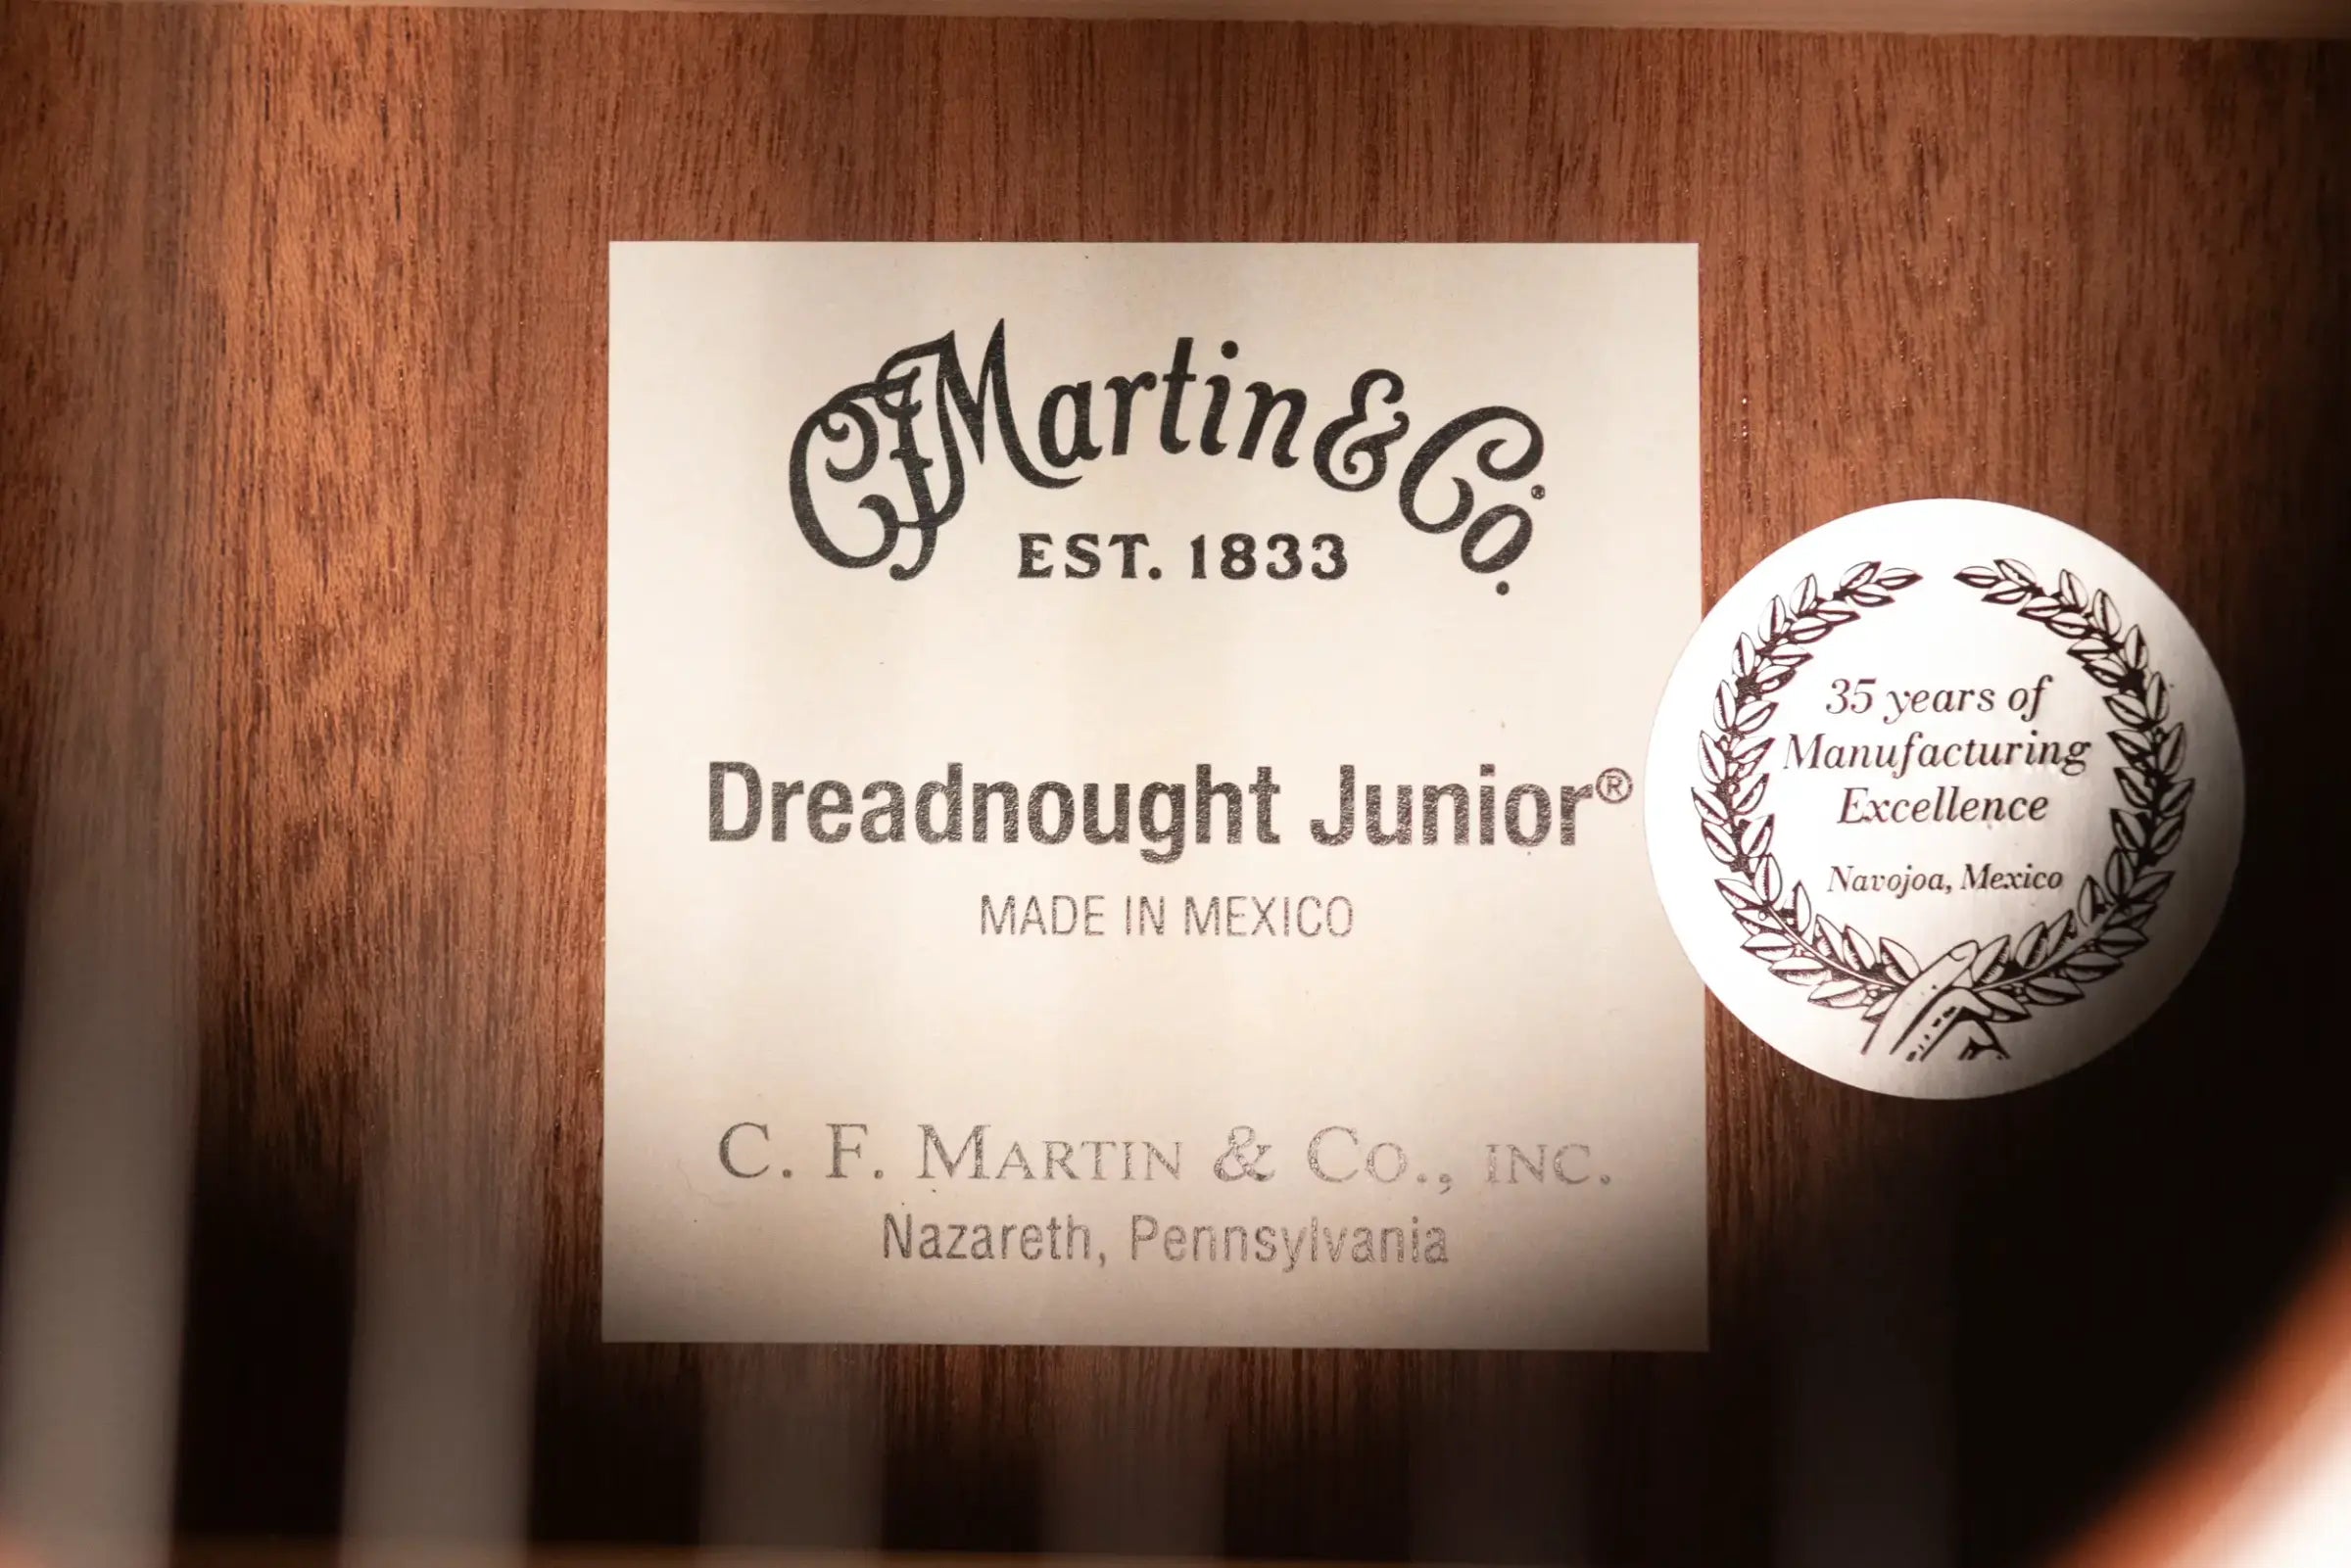 CFMartin & Co.
EST. 1833
Dreadnought Junior®
MADE IN MEXICO
C. F. MARTIN & CO., INC.
Nazareth, Pennsylvania
35 years of
Manufacturing
Excellence
Navojoa, Mexico